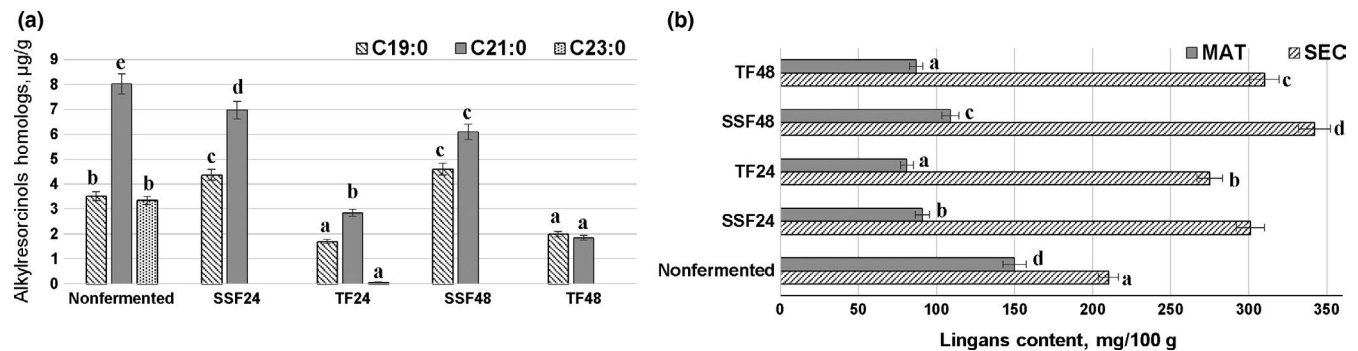 (a)
Alkylresorcinols homologs, µg/g
C19:0 C21:0 C23:0
9
8
7
6
5
4
3
2
1
0
b e b
c d
a b a
c c
a a
Nonfermented SSF24 TF24 SSF48 TF48
(b)
MAT SEC
TF48
a
c
SSF48
c
d
TF24
a
b
SSF24
b
Nonfermented
d
a
0 50 100 150 200 250 300 350
Lingans content, mg/100 g